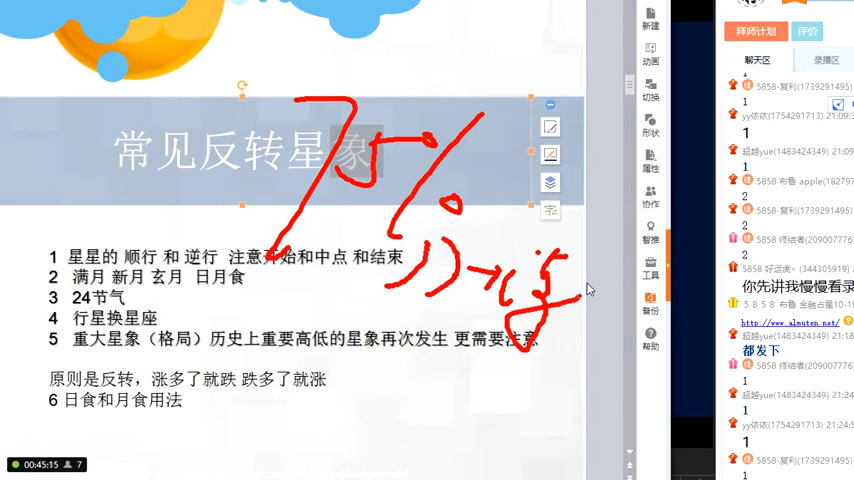 常见反转星象
75%
1 星星的 顺行 和 逆行 注意开始和中点 和结束
2 满月 新月 玄月 日月食
3 24节气
4 行星换星座
5 重大星象（格局）历史上重要高低的星象再次发生 更需要注意
原则是反转，涨多了就跌 跌多了就涨
6 日食和月食用法
00:45:15 7
新建
动画
切换
形状
属性
协作
智推
工具
备份
帮助
拜师计划 评价
聊天区 录播区
5858-复利(1739291495)
1
yy依依(1754291713) 21:09:3
1
超越yue(1483424349) 21:09
1
5858 布鲁 apple(182797
2
5858-复利(1739291495)
2
5858 终结者(209007776)
2
5858 好运虎、(344305919)
你先讲我慢慢看录
5 8 5 8 布鲁 金融占星10-1(
http://www.almuten.net/
都发下
5858 终结者(209007776)
1
超越yue(1483424349) 21:24
1
yy依依(1754291713) 21:24:5
1
5858-复利(1739291495)
1